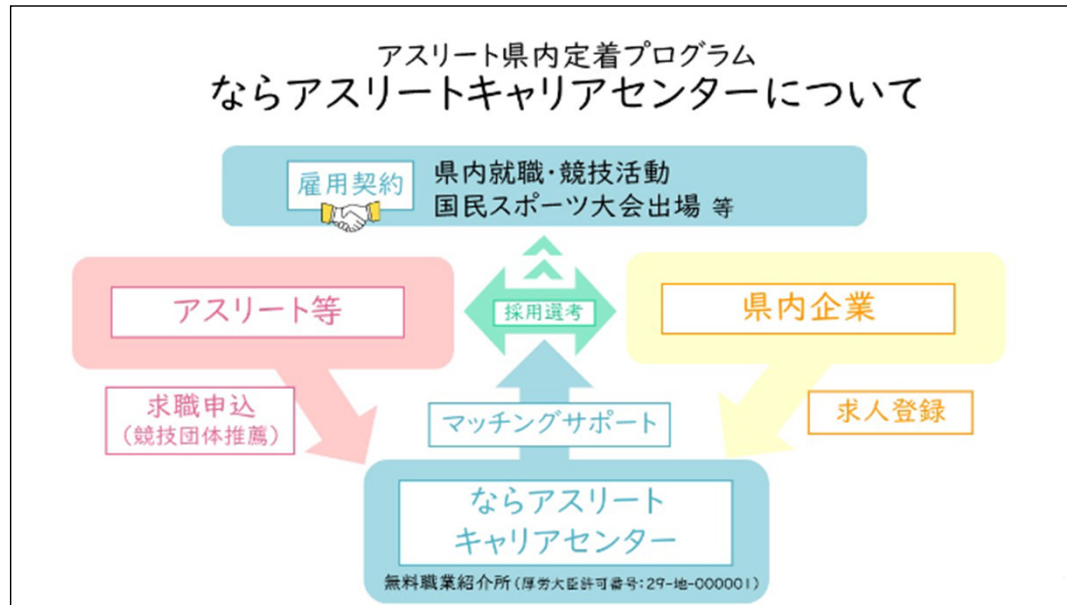 アスリート県内定着プログラム
ならアスリートキャリアセンターについて
雇用契約
県内就職・競技活動
国民スポーツ大会出場 等
アスリート等
採用選考
県内企業
求職申込
(競技団体推薦)
マッチングサポート
求人登録
ならアスリート
キャリアセンター
無料職業紹介所(厚労大臣許可番号:29-地-000001)